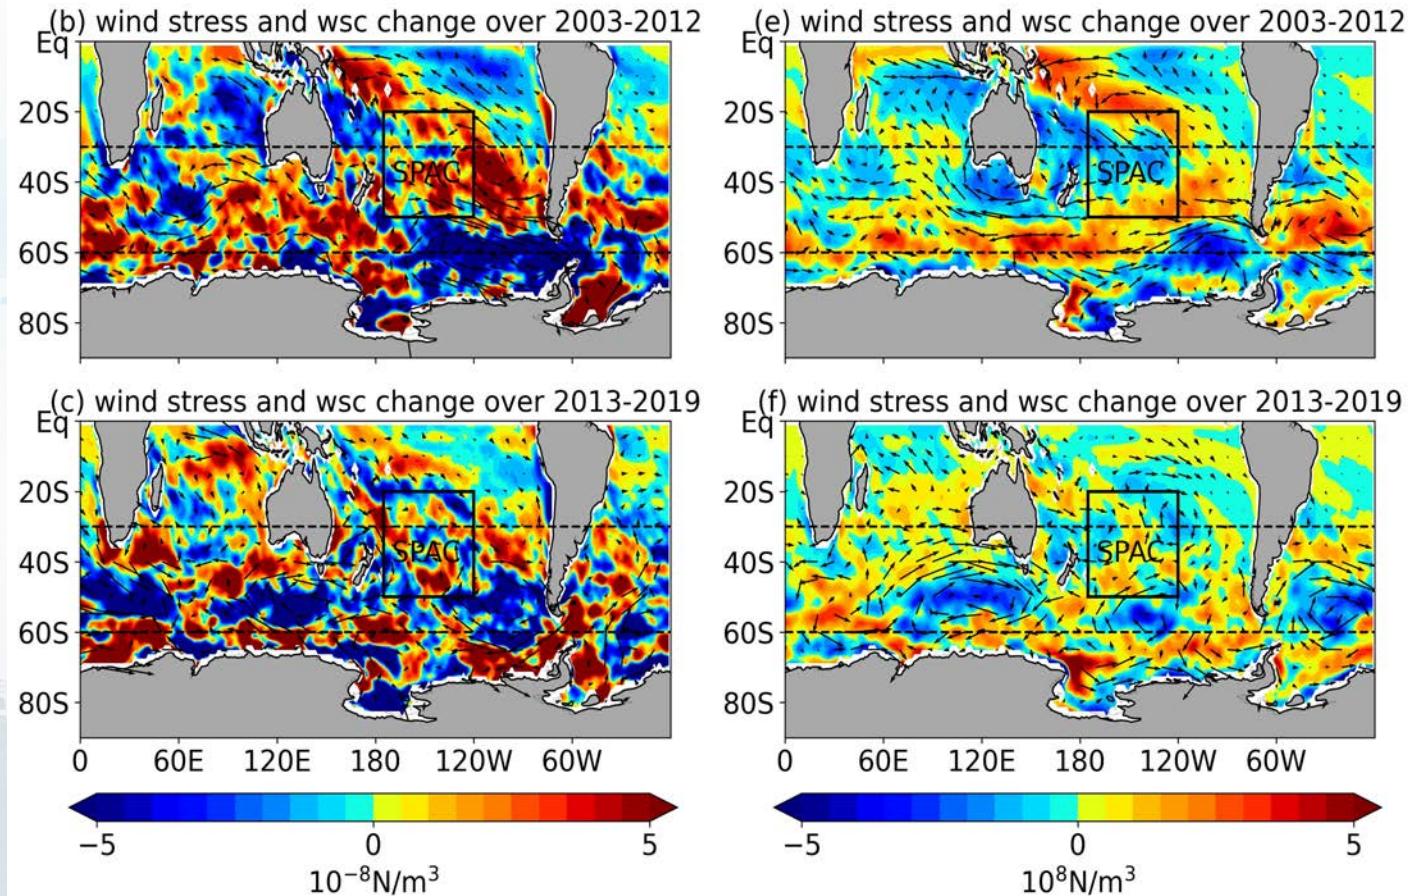 (b) wind stress and wsc change over 2003-2012
Eq
20S
40S
60S
80S
SPAC
(e) wind stress and wsc change over 2003-2012
Eq
20S
40S
60S
80S
SPAC
(c) wind stress and wsc change over 2013-2019
Eq
20S
40S
60S
80S
SPAC
0 60E 120E 180 120W 60W
(f) wind stress and wsc change over 2013-2019
Eq
20S
40S
60S
80S
SPAC
0 60E 120E 180 120W 60W
−5 0 5
10⁻⁸N/m³
−5 0 5
10⁸N/m³